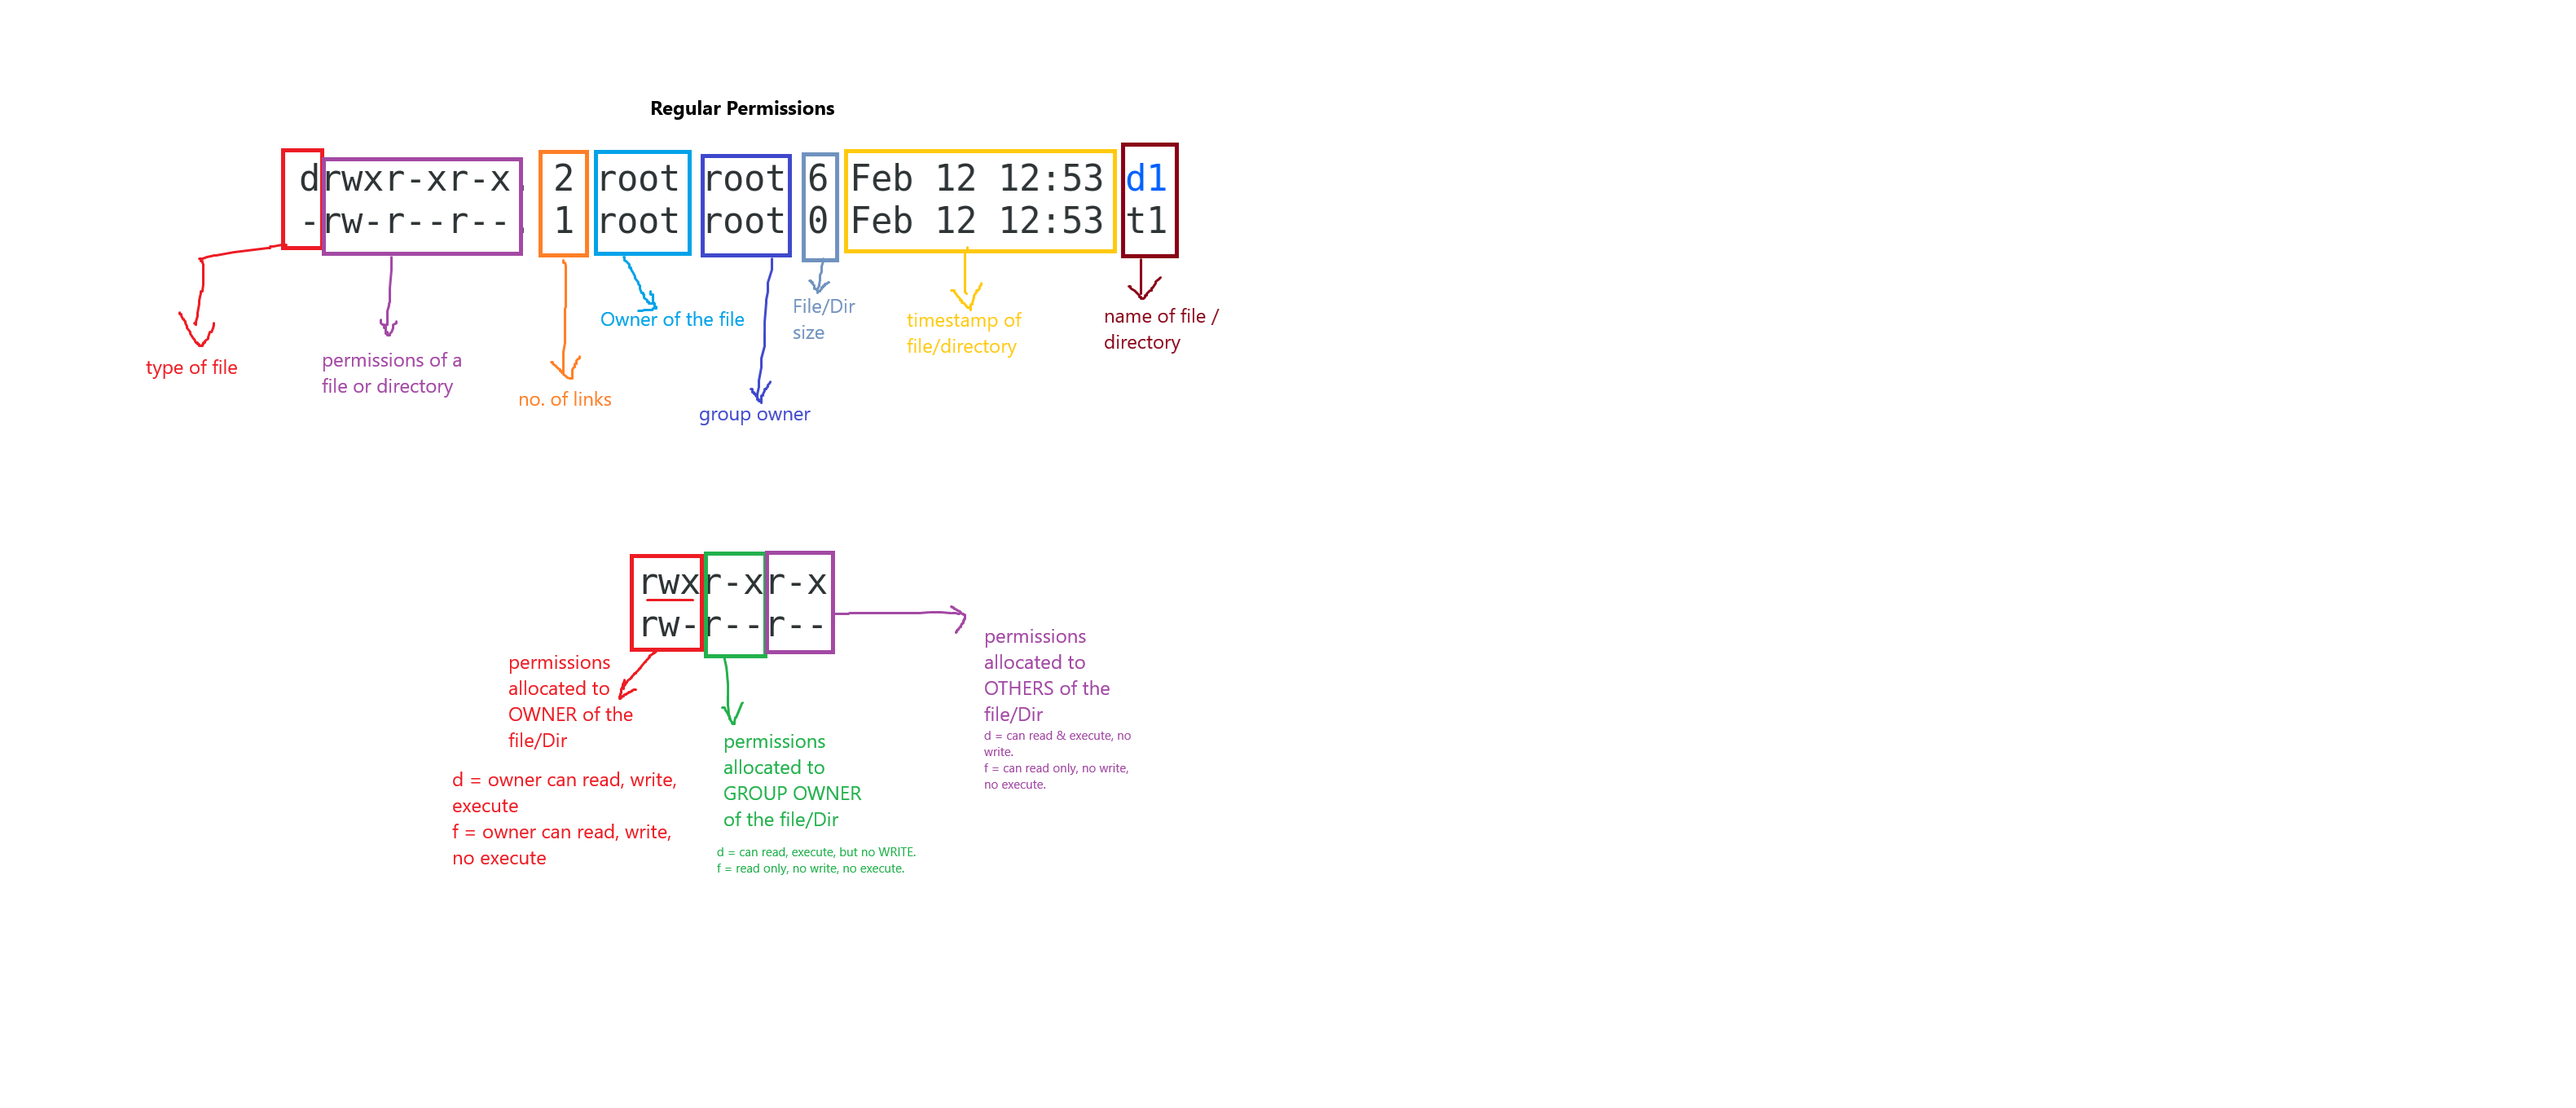 Regular Permissions
drwxr-xr-x. 2 root root 6 Feb 12 12:53 d1
-rw-r--r--. 1 root root 0 Feb 12 12:53 t1
type of file
permissions of a
file or directory
no. of links
Owner of the file
group owner
File/Dir
size
timestamp of
file/directory
name of file /
directory
rwxr-xr-x
rw-r--r--
permissions
allocated to
OWNER of the
file/Dir
d = owner can read, write,
execute
f = owner can read, write,
no execute
permissions
allocated to
GROUP OWNER
of the file/Dir
d = can read, execute, but no WRITE.
f = read only, no write, no execute.
permissions
allocated to
OTHERS of the
file/Dir
d = can read & execute, no
write.
f = can read only, no write,
no execute.